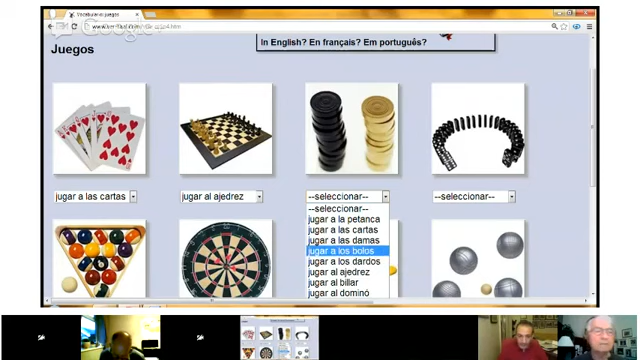 Vocabulario juegos
In English? En français? Em português?
Juegos
jugar a las cartas
jugar al ajedrez
--seleccionar--
--seleccionar--
--seleccionar--
jugar a la petanca
jugar a las cartas
jugar a las damas
jugar a los bolos
jugar a los dardos
jugar al ajedrez
jugar al billar
jugar al dominó